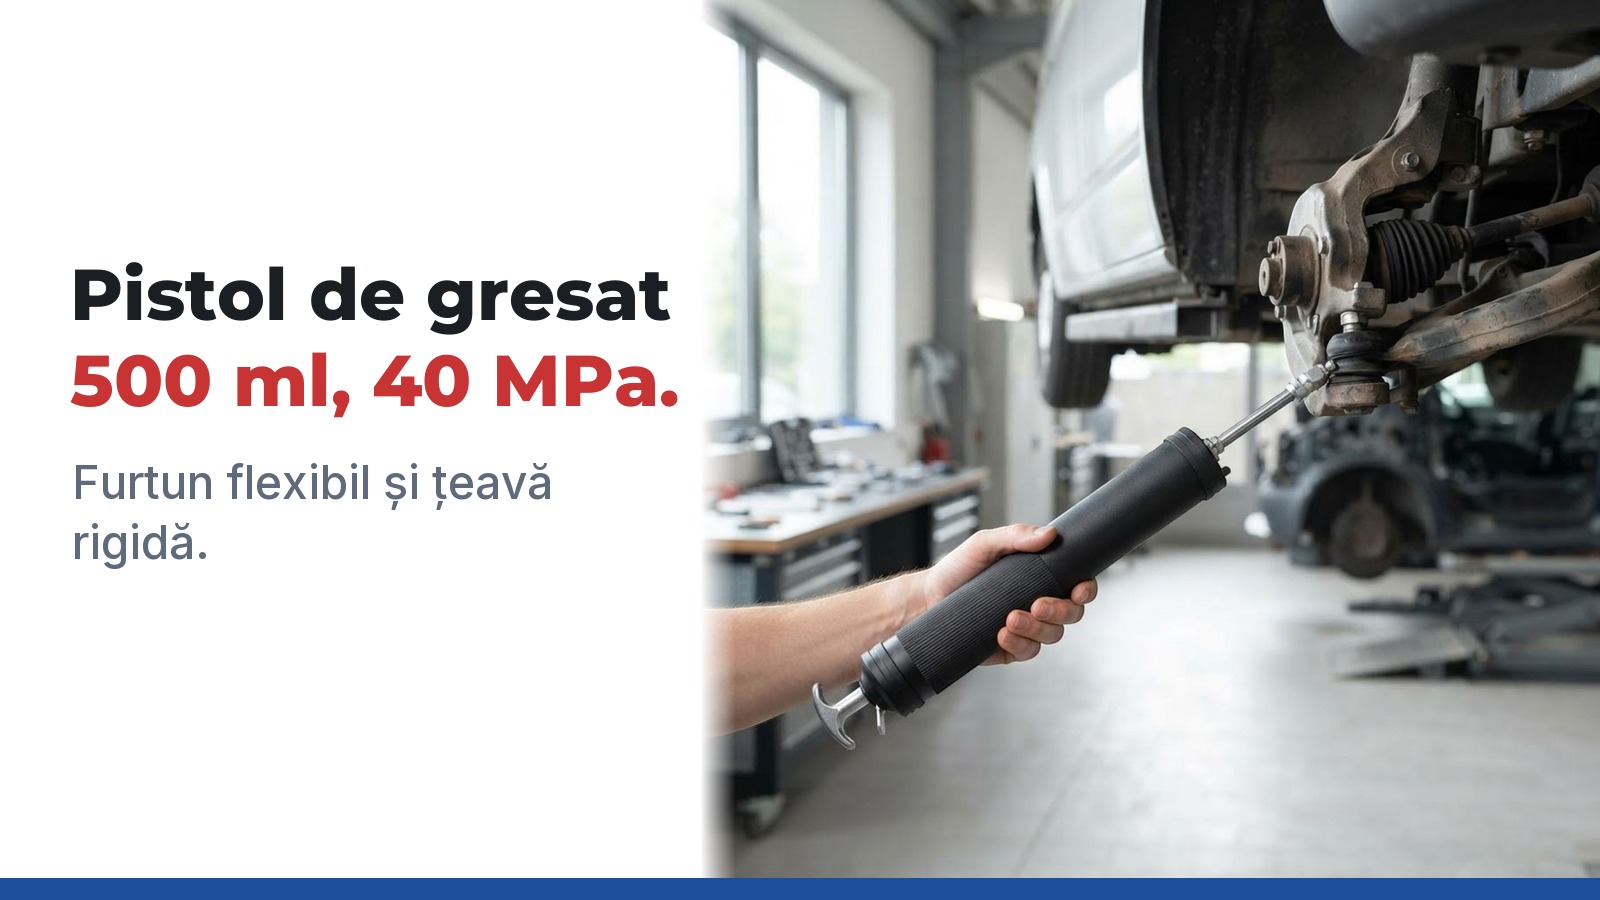 Pistol de gresat
500 ml, 40 MPa.
Furtun flexibil și țeavă
rigidă.